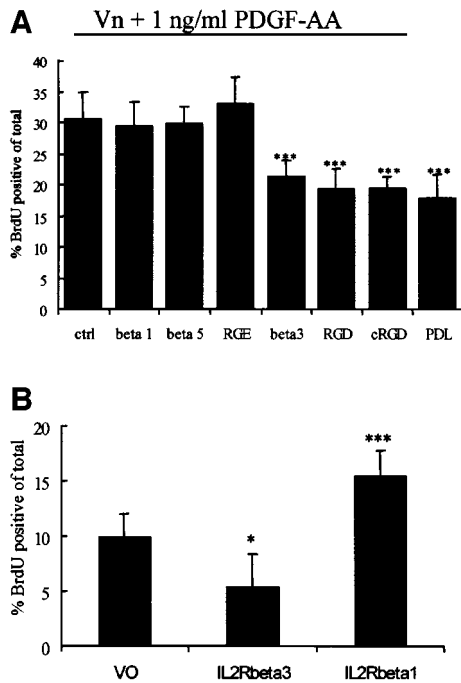 A
Vn + 1 ng/ml PDGF-AA
% BrdU positive of total
40
35
30
25
20
15
10
5
0
*** *** *** ***
ctrl beta 1 beta 5 RGE beta3 RGD cRGD PDL
B
% BrdU positive of total
20
15
10
5
0
* ***
VO IL2Rbeta3 IL2Rbeta1